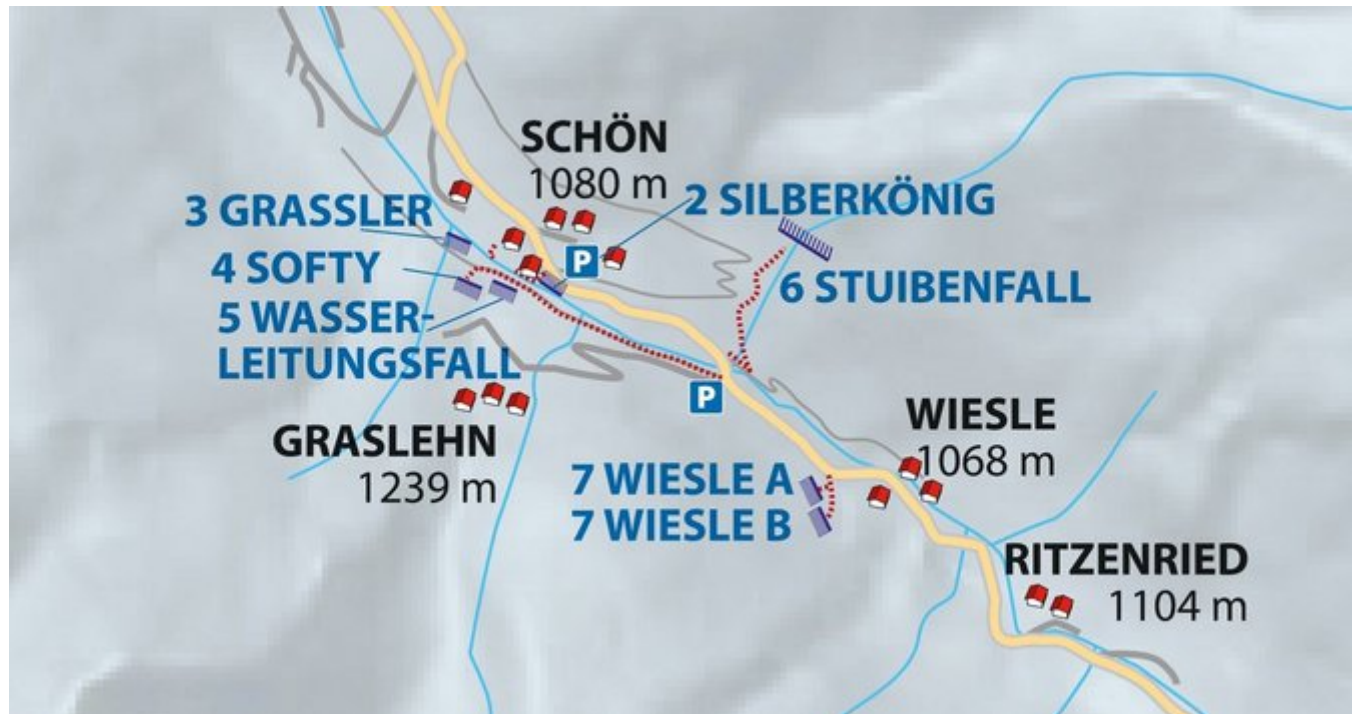 SCHÖN
1080 m
3 GRASSLER
2 SILBERKÖNIG
4 SOFTY
P
6 STUIBENFALL
5 WASSER-
LEITUNGSFALL
P
GRASLEHN
1239 m
WIESLE
1068 m
7 WIESLE A
7 WIESLE B
RITZENRIED
1104 m